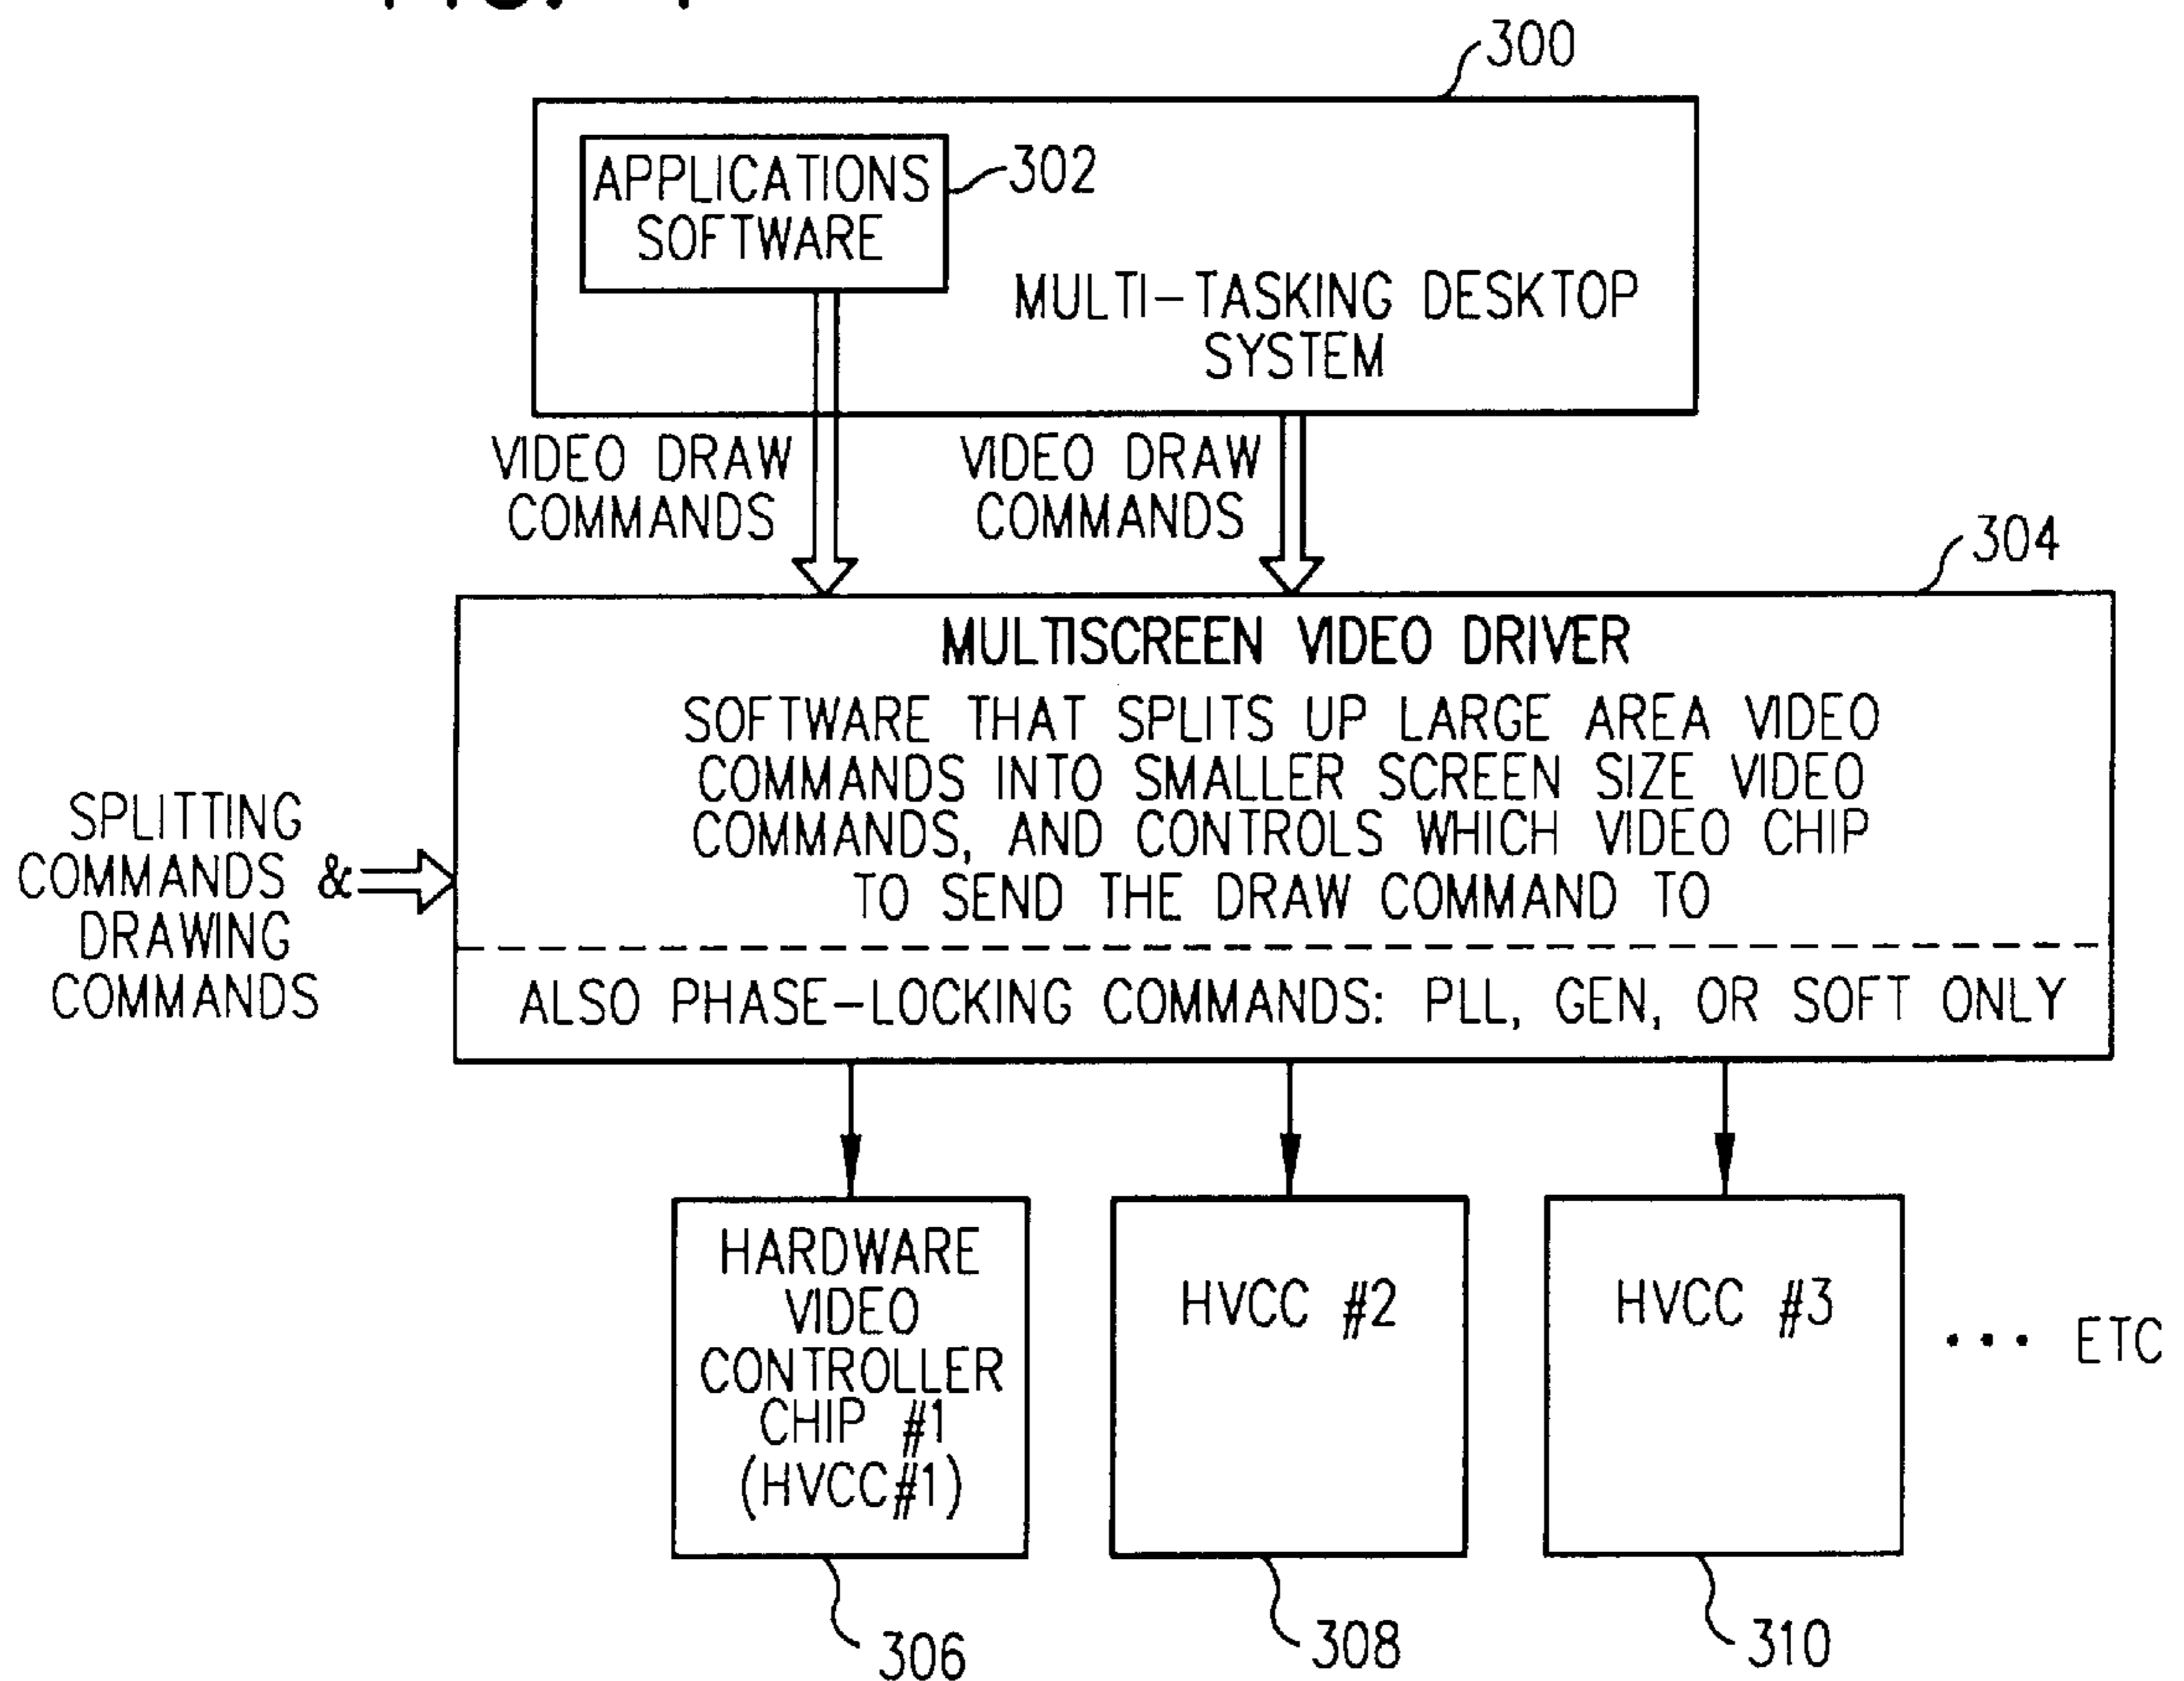 300
APPLICATIONS
SOFTWARE
302
MULTI-TASKING DESKTOP
SYSTEM
VIDEO DRAW
COMMANDS
VIDEO DRAW
COMMANDS
304
MULTISCREEN VIDEO DRIVER
SOFTWARE THAT SPLITS UP LARGE AREA VIDEO
COMMANDS INTO SMALLER SCREEN SIZE VIDEO
COMMANDS, AND CONTROLS WHICH VIDEO CHIP
TO SEND THE DRAW COMMAND TO
SPLITTING
COMMANDS &
DRAWING
COMMANDS
ALSO PHASE-LOCKING COMMANDS: PLL, GEN, OR SOFT ONLY
HARDWARE
VIDEO
CONTROLLER
CHIP #1
(HVCC#1)
HVCC #2
HVCC #3
... ETC
306
308
310